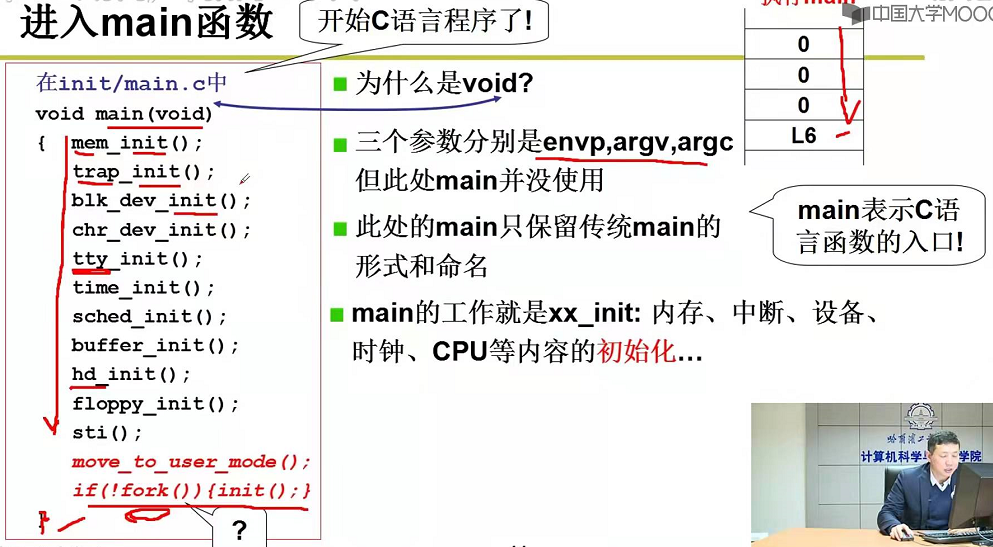 进入main函数
开始C语言程序了!
执行main
中国大学MOOC
0
0
0
L6
在init/main.c中
void main(void)
{ mem_init();
trap_init();
blk_dev_init();
chr_dev_init();
tty_init();
time_init();
sched_init();
buffer_init();
hd_init();
floppy_init();
sti();
move_to_user_mode();
if(!fork()){init();}
}
?
为什么是void?
三个参数分别是envp,argv,argc
但此处main并没使用
此处的main只保留传统main的
形式和命名
main的工作就是xx_init: 内存、中断、设备、
时钟、CPU等内容的初始化…
main表示C语
言函数的入口!
哈尔滨工
计算机科学
学院